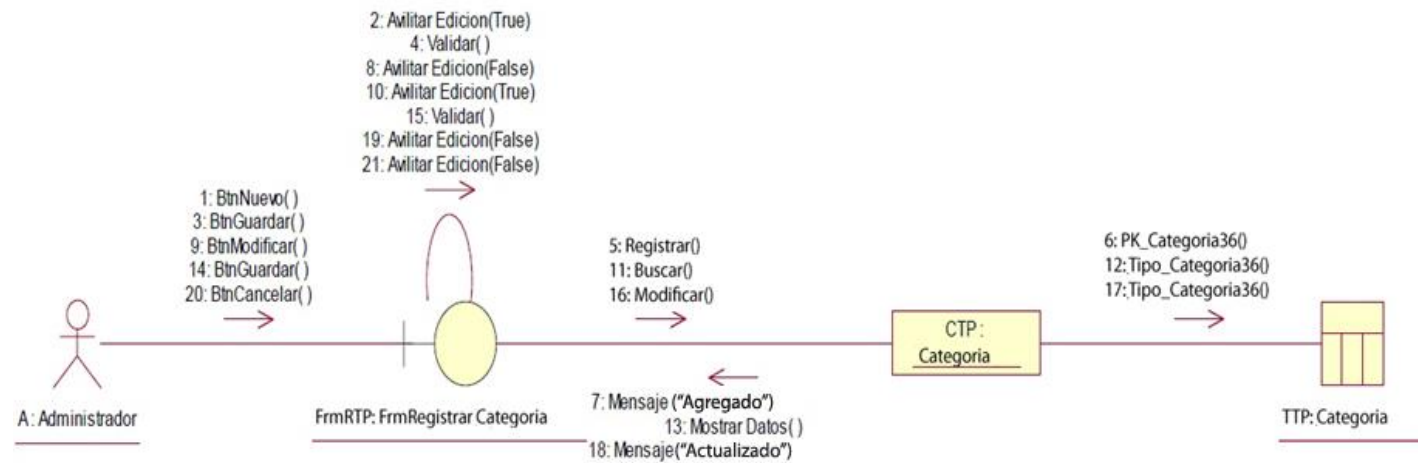 2: Avilitar Edicion(True)
4: Validar( )
8: Avilitar Edicion(False)
10: Avilitar Edicion(True)
15: Validar( )
19: Avilitar Edicion(False)
21: Avilitar Edicion(False)
1: BtnNuevo( )
3: BtnGuardar( )
9: BtnModificar( )
14: BtnGuardar( )
20: BtnCancelar( )
5: Registrar()
11: Buscar()
16: Modificar()
6: PK_Categoria36()
12: Tipo_Categoria36()
17: Tipo_Categoria36()
CTP :
Categoria
7: Mensaje (“Agregado”)
13: Mostrar Datos( )
18: Mensaje(“Actualizado”)
A : Administrador
FrmRTP: FrmRegistrar Categoria
TTP: Categoria